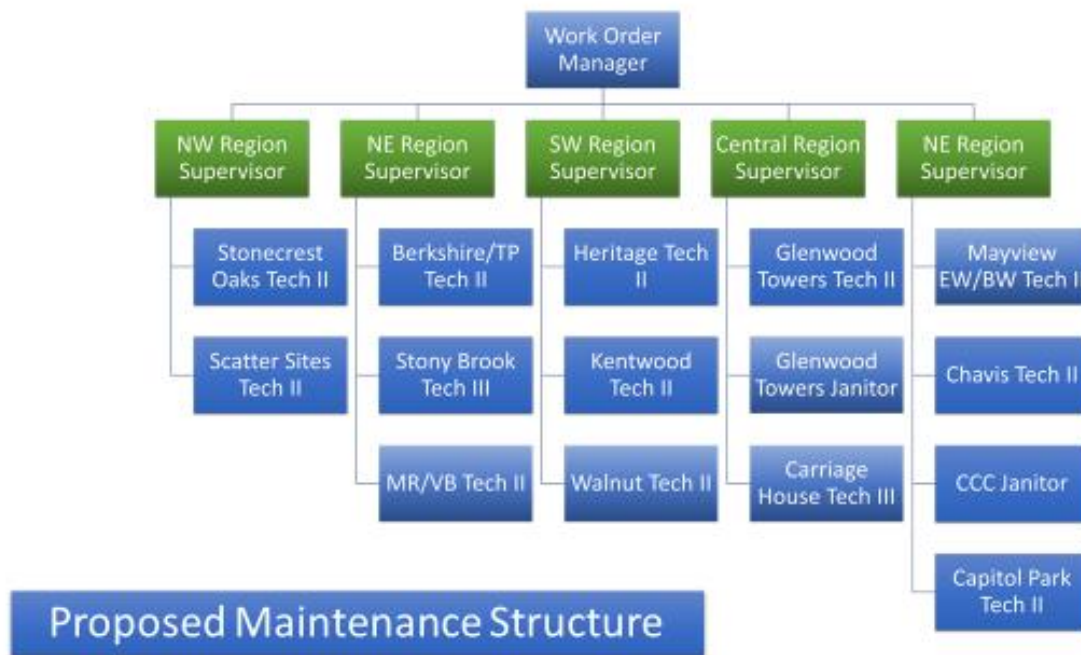 Work Order
Manager
NW Region
Supervisor
NE Region
Supervisor
SW Region
Supervisor
Central Region
Supervisor
NE Region
Supervisor
Stonecrest
Oaks Tech II
Scatter Sites
Tech II
Berkshire/TP
Tech II
Stony Brook
Tech III
MR/VB Tech II
Heritage Tech
II
Kentwood
Tech II
Walnut Tech II
Glenwood
Towers Tech II
Glenwood
Towers Janitor
Carriage
House Tech III
Mayview
EW/BW Tech I
Chavis Tech II
CCC Janitor
Capitol Park
Tech II
Proposed Maintenance Structure